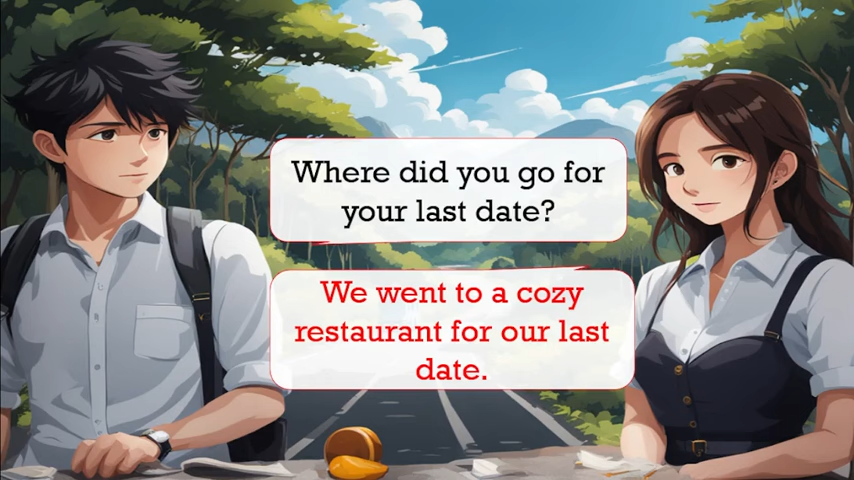 Where did you go for
your last date?
We went to a cozy
restaurant for our last
date.